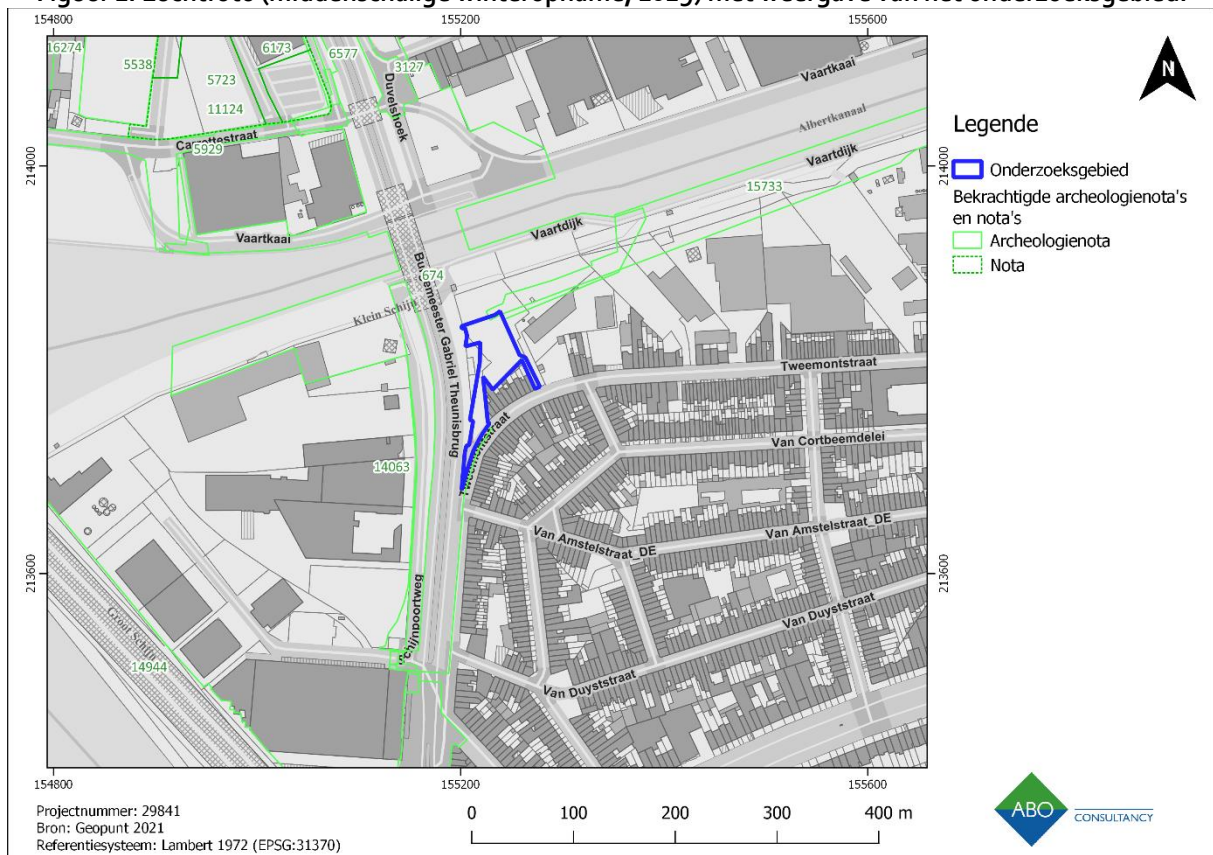 154800 155200 155600
16274
5538
6173
6577
5723
3127
11124
Duvelshoek
Vaartkaai
Albertkanaal
Carrettestraat
5929
214000
214000
Vaartdijk
15733
Vaartkaai
Vaartdijk
674
Klein Schijn
Burgemeester Gabriel Theunisbrug
Tweemontstraat
Tweemontstraat
Van Cortbeemdelei
14063
Van Amstelstraat_DE
Van Amstelstraat_DE
213600
213600
Schijnpoortweg
Van Duyststraat
Groot Schijn
14944
Van Duyststraat
154800 155200 155600
N
Legende
Onderzoeksgebied
Bekrachtigde archeologienota's
en nota's
Archeologienota
Nota
Projectnummer: 29841
Bron: Geopunt 2021
Referentiesysteem: Lambert 1972 (EPSG:31370)
0 100 200 300 400 m
ABO CONSULTANCY